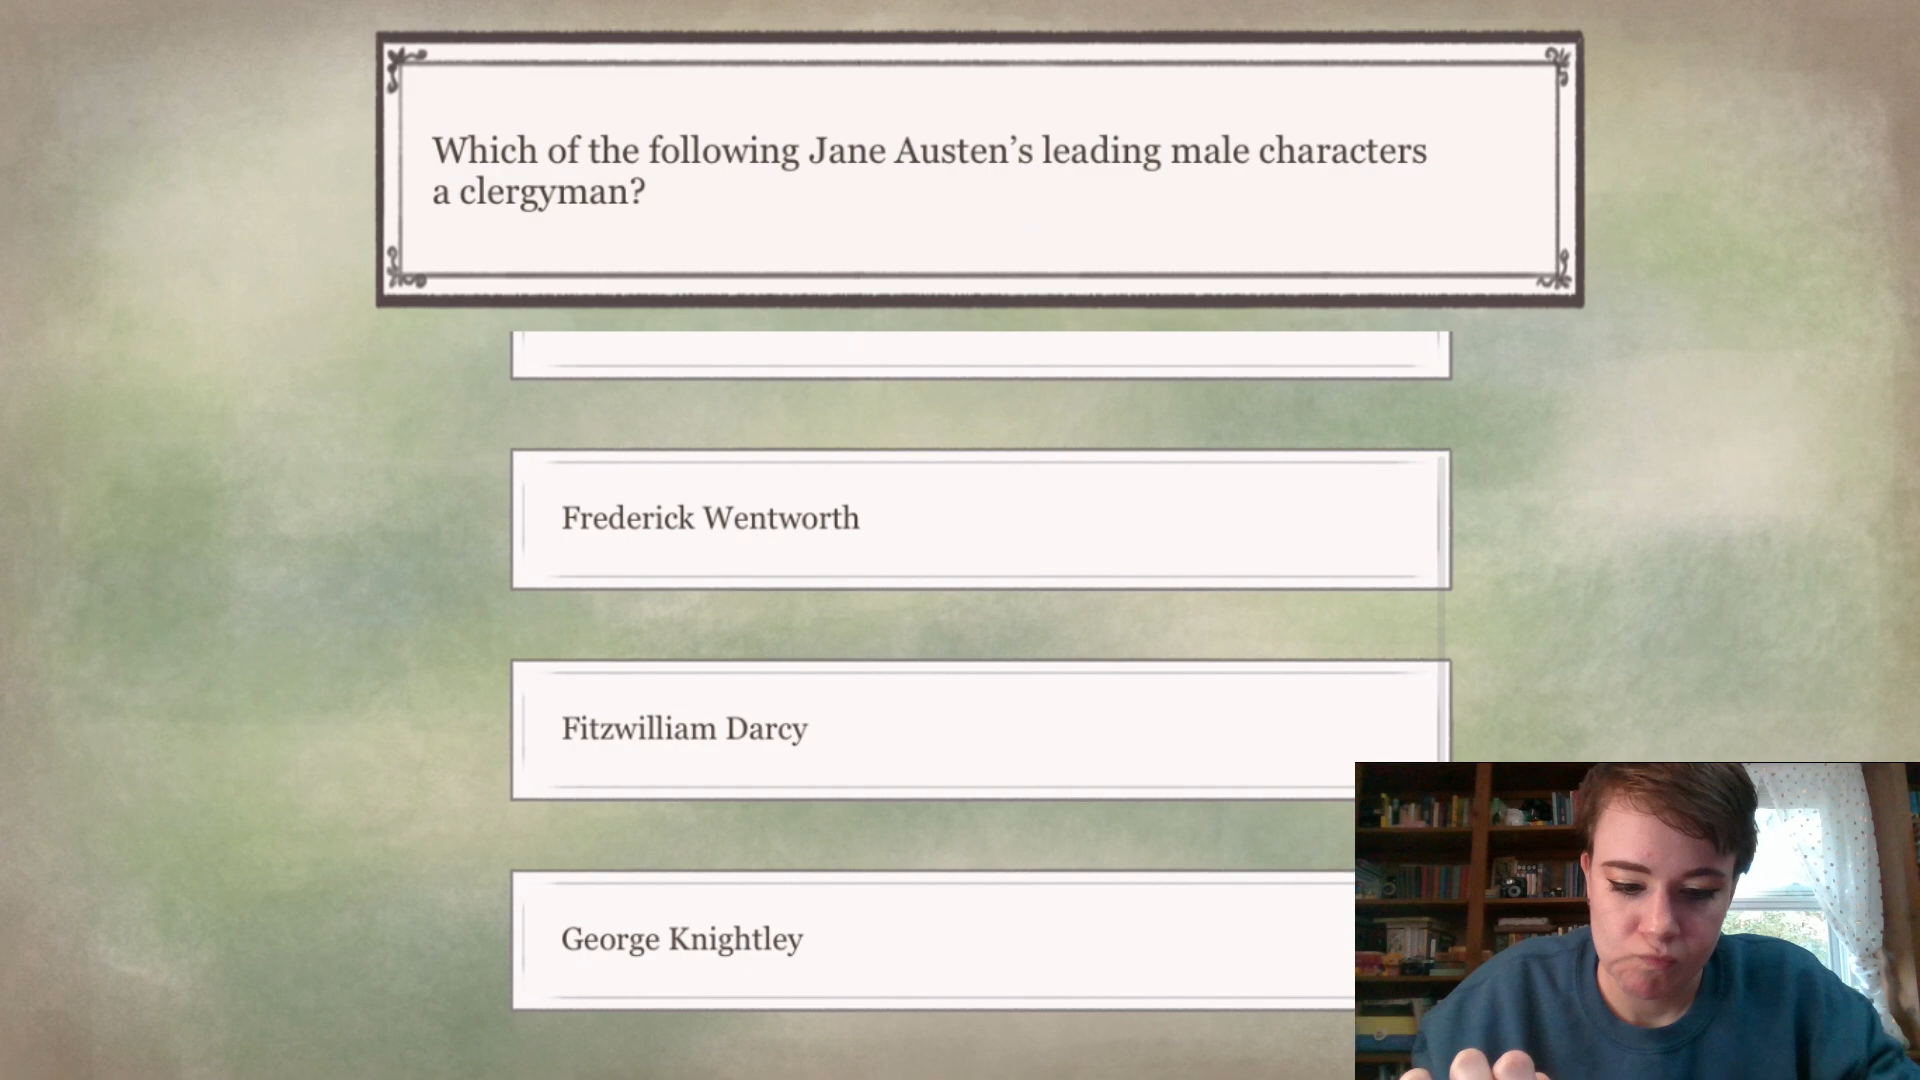 Which of the following Jane Austen’s leading male characters
a clergyman?
Frederick Wentworth
Fitzwilliam Darcy
George Knightley